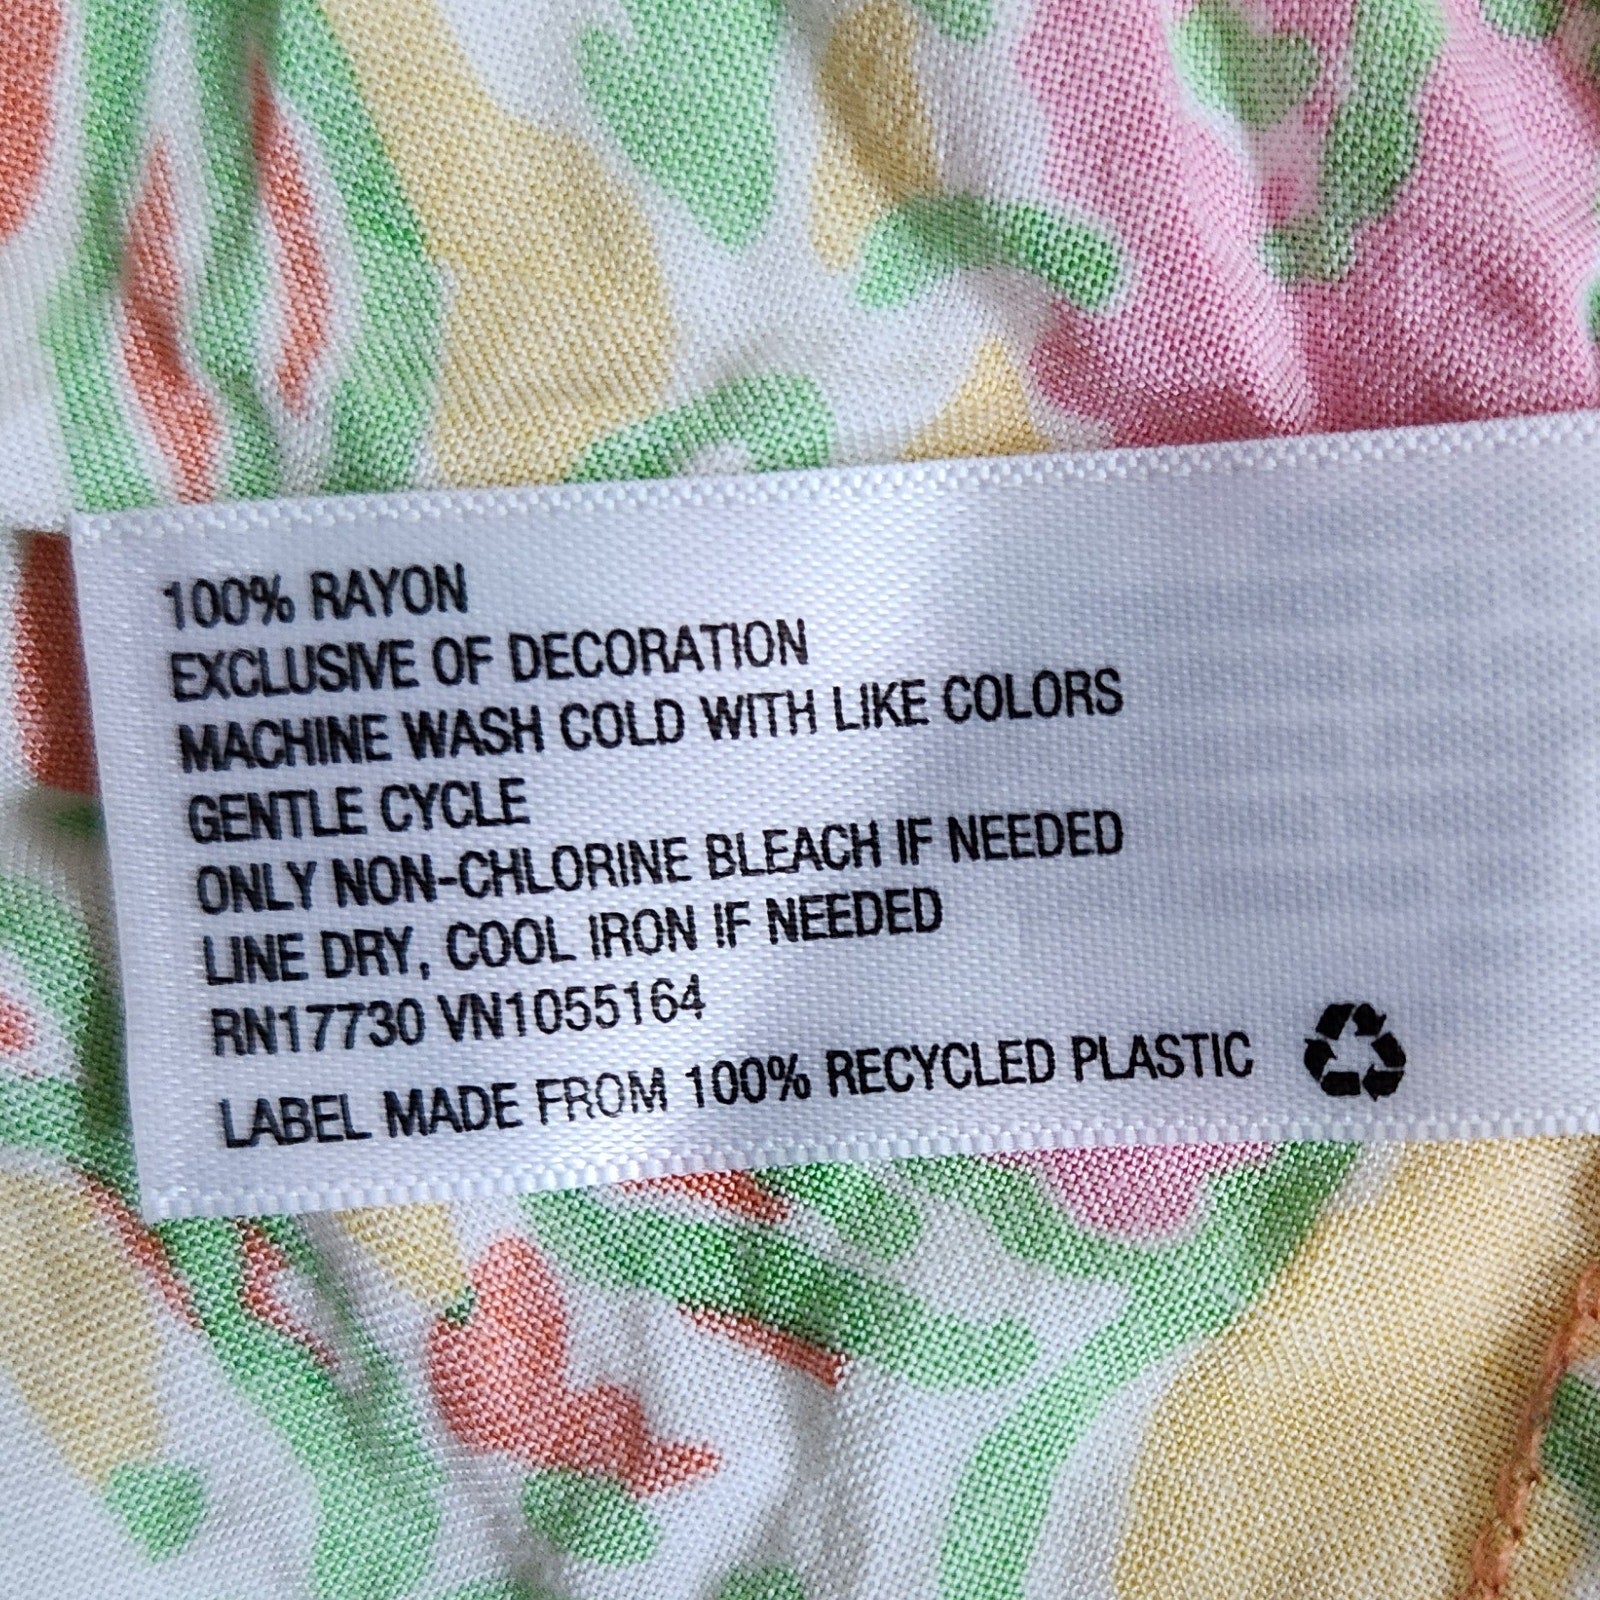 100% RAYON
EXCLUSIVE OF DECORATION
MACHINE WASH COLD WITH LIKE COLORS
GENTLE CYCLE
ONLY NON-CHLORINE BLEACH IF NEEDED
LINE DRY, COOL IRON IF NEEDED
RN17730 VN1055164
LABEL MADE FROM 100% RECYCLED PLASTIC